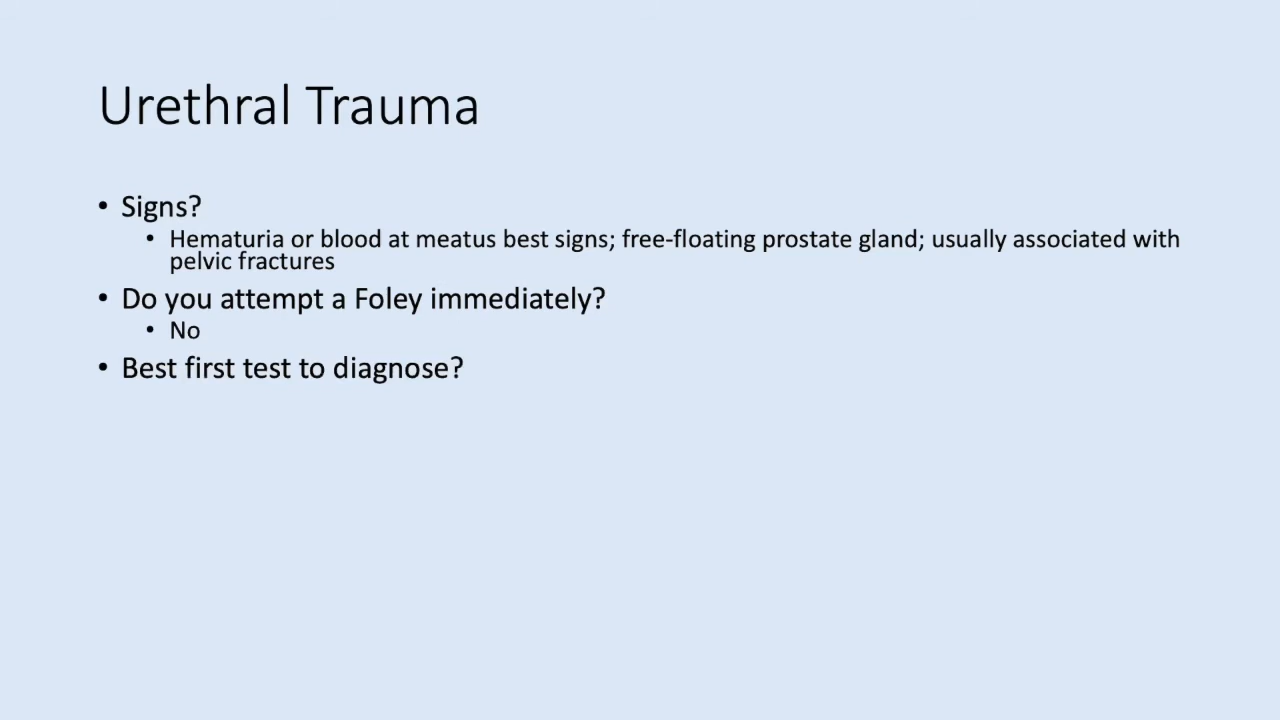 Urethral Trauma
• Signs?
• Hematuria or blood at meatus best signs; free-floating prostate gland; usually associated with
pelvic fractures
• Do you attempt a Foley immediately?
• No
• Best first test to diagnose?